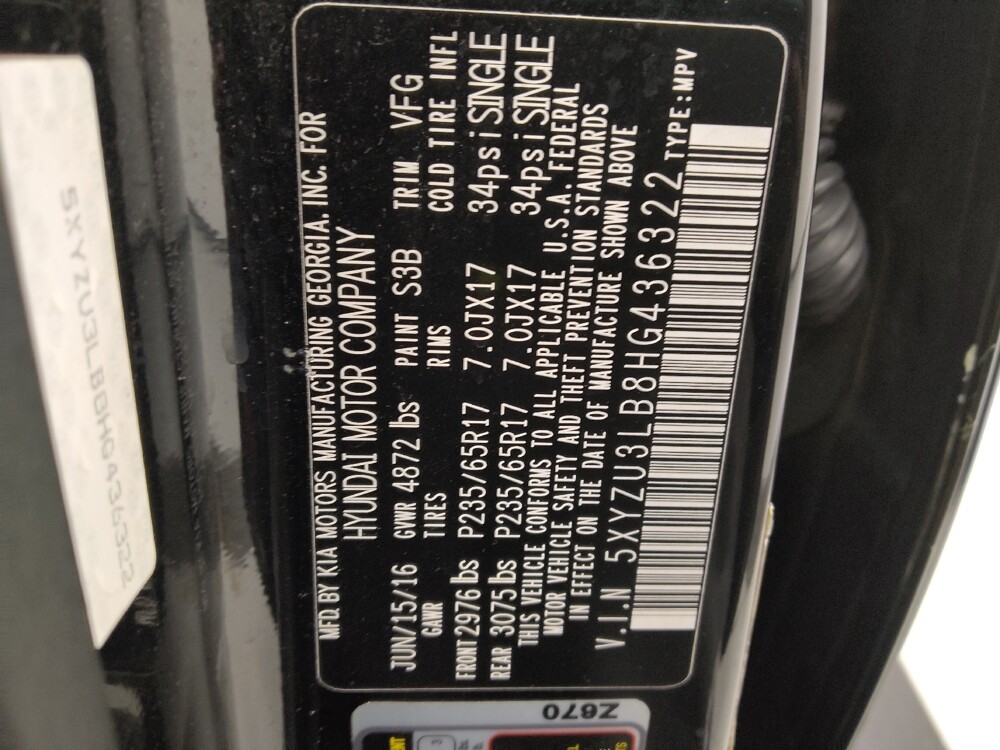 5XYZU3LB8HG436322
MFD. BY KIA MOTORS MANUFACTURING GEORGIA, INC. FOR
HYUNDAI MOTOR COMPANY
JUN/15/16 GVWR 4872 lbs PAINT S3B TRIM VFG
GAWR TIRES RIMS COLD TIRE INFL
FRONT 2976 lbs P235/65R17 7.0JX17 34psi SINGLE
REAR 3075 lbs P235/65R17 7.0JX17 34psi SINGLE
THIS VEHICLE CONFORMS TO ALL APPLICABLE U.S.A. FEDERAL
MOTOR VEHICLE SAFETY AND THEFT PREVENTION STANDARDS
IN EFFECT ON THE DATE OF MANUFACTURE SHOWN ABOVE
V.I.N 5XYZU3LB8HG436322 TYPE:MPV
Z670